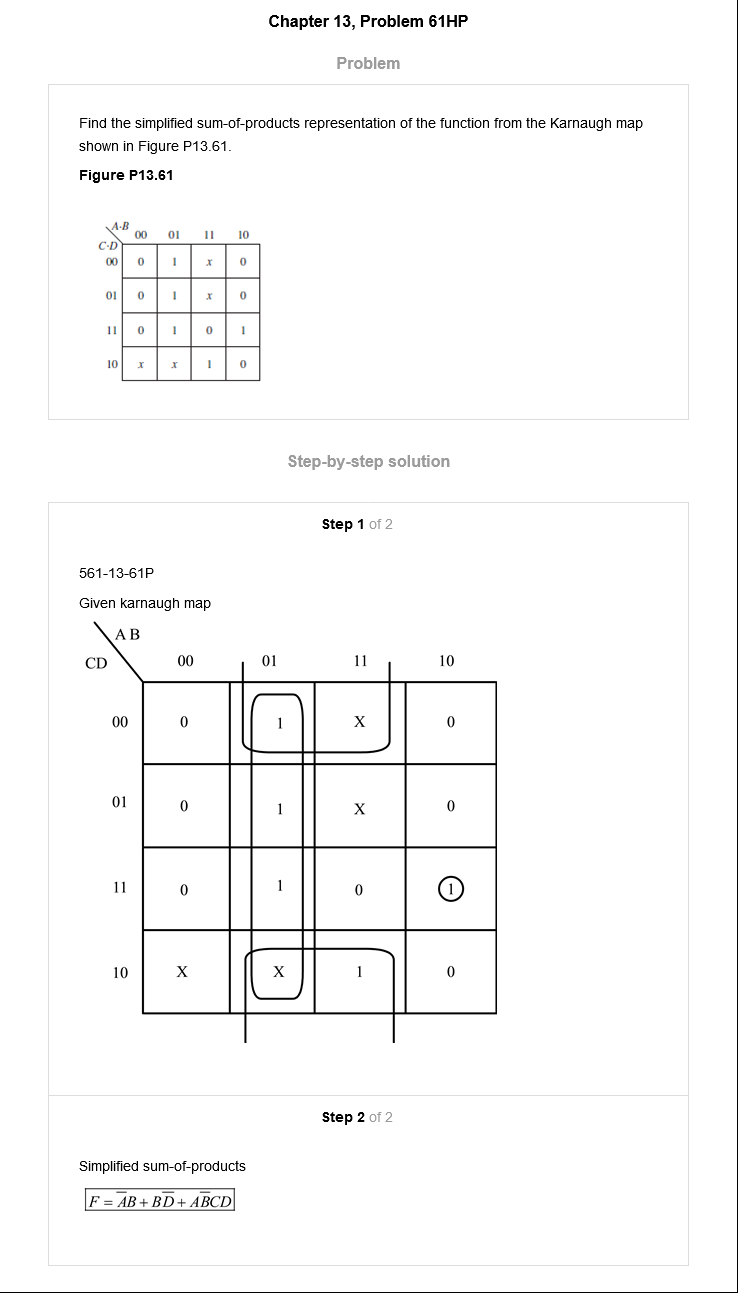 Chapter 13, Problem 61HP
Problem
Find the simplified sum-of-products representation of the function from the Karnaugh map
shown in Figure P13.61.
Figure P13.61
A·B
00 01 11 10
C·D
00 0 1 x 0
01 0 1 x 0
11 0 1 0 1
10 x x 1 0
Step-by-step solution
Step 1 of 2
561-13-61P
Given karnaugh map
A B
CD 00 01 11 10
00 0 1 X 0
01 0 1 X 0
11 0 1 0 1
10 X X 1 0
Step 2 of 2
Simplified sum-of-products
F = A̅B + BD̅ + AB̅CD